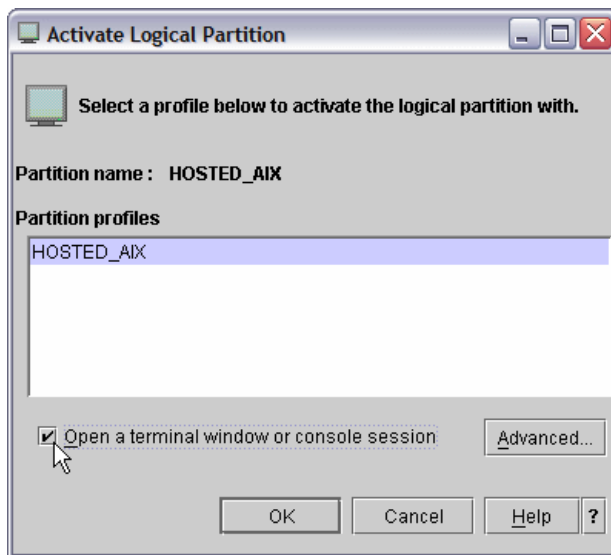 Activate Logical Partition
Select a profile below to activate the logical partition with.
Partition name : HOSTED_AIX
Partition profiles
HOSTED_AIX
Open a terminal window or console session
Advanced...
OK
Cancel
Help
?